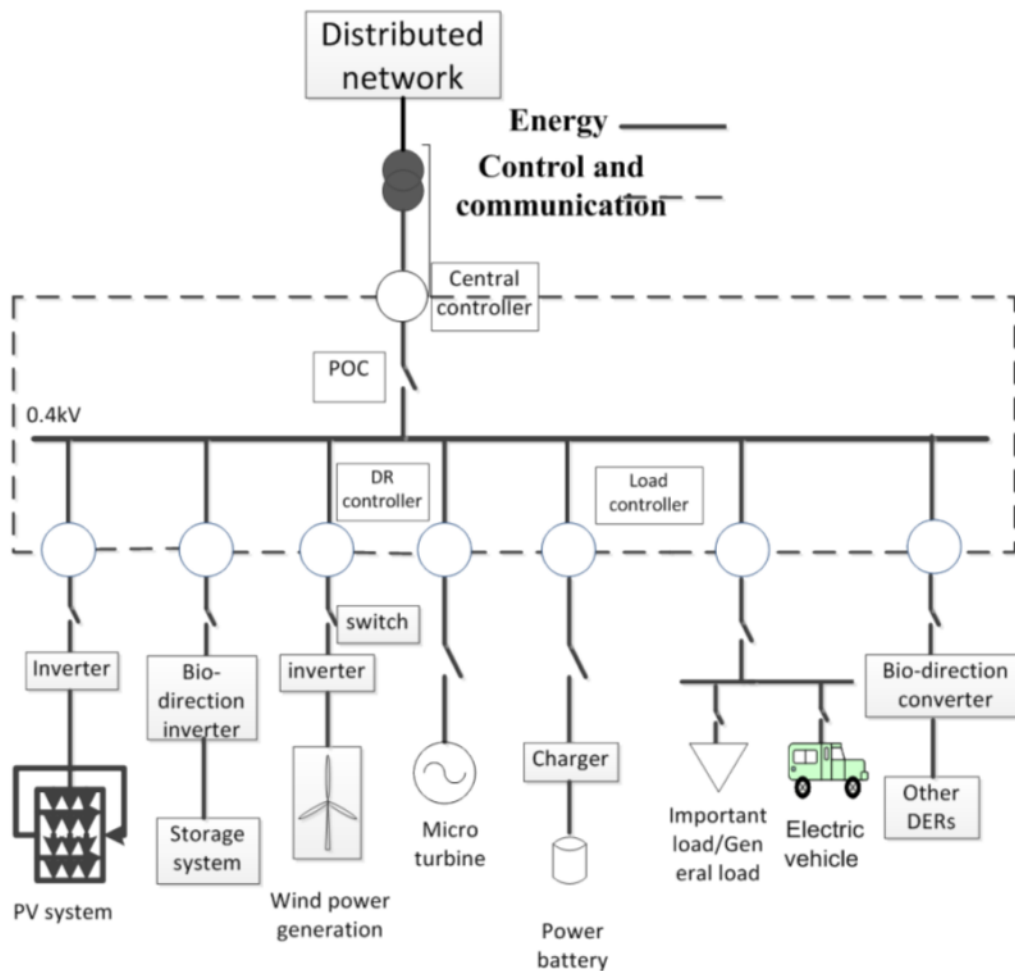 Distributed
network
Energy
Control and
communication
Central
controller
POC
0.4kV
DR
controller
Load
controller
switch
Inverter
Bio-
direction
inverter
inverter
Bio-direction
converter
Charger
Storage
system
Micro
turbine
Important
load/Gen
eral load
Electric
vehicle
Other
DERs
PV system
Wind power
generation
Power
battery